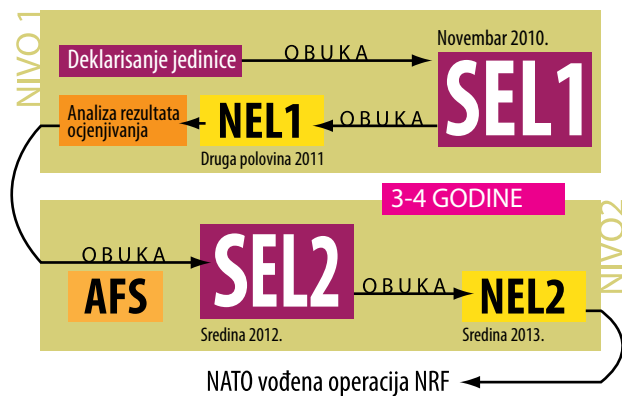 NIVO 1
Deklarisanje jedinice
OBUKA
Novembar 2010.
SEL1
OBUKA
NEL1
Druga polovina 2011
Analiza rezultata
ocjenjivanja
3-4 GODINE
NIVO2
OBUKA
AFS
SEL2
Sredina 2012.
OBUKA
NEL2
Sredina 2013.
NATO vođena operacija NRF